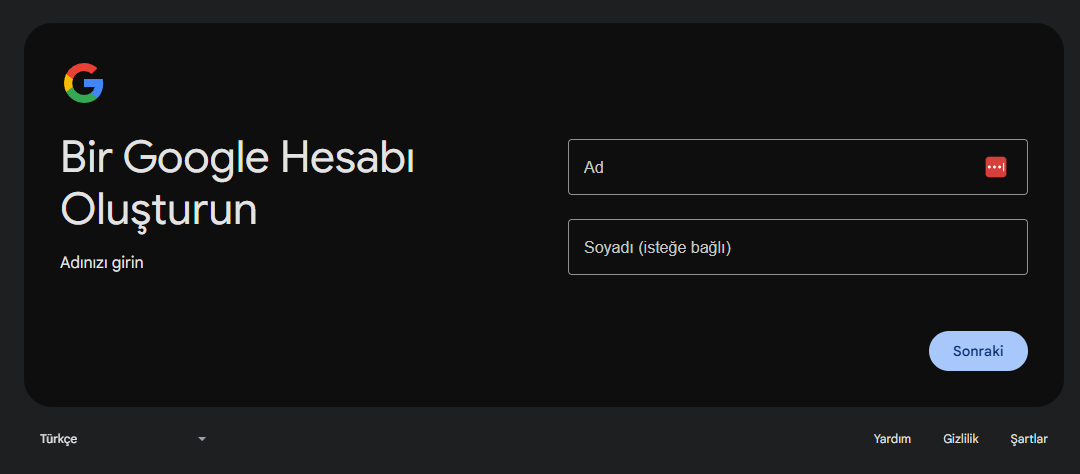 Bir Google Hesabı
Oluşturun
Adınızı girin
Ad
Soyadı (isteğe bağlı)
Sonraki
Türkçe
Yardım
Gizlilik
Şartlar